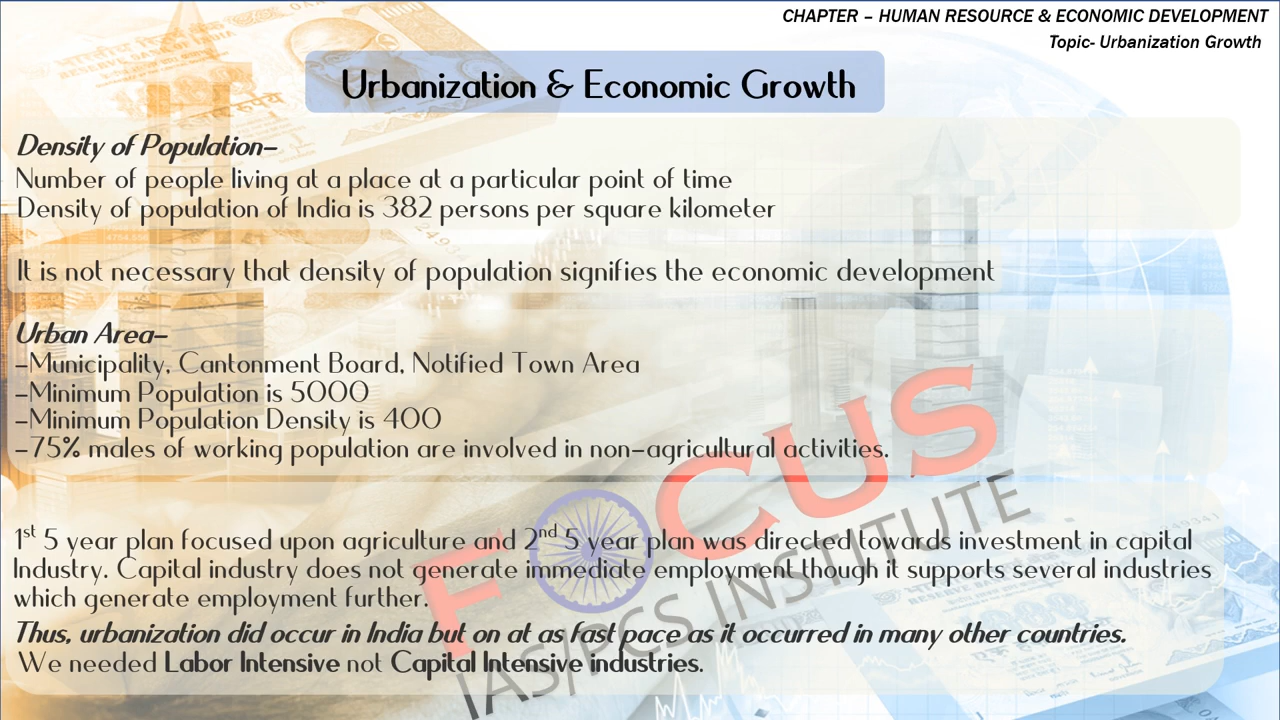 CHAPTER – HUMAN RESOURCE & ECONOMIC DEVELOPMENT
Topic- Urbanization Growth
Urbanization & Economic Growth
Density of Population–
Number of people living at a place at a particular point of time
Density of population of India is 382 persons per square kilometer
It is not necessary that density of population signifies the economic development
Urban Area–
–Municipality, Cantonment Board, Notified Town Area
–Minimum Population is 5000
–Minimum Population Density is 400
–75% males of working population are involved in non–agricultural activities.
1st 5 year plan focused upon agriculture and 2nd 5 year plan was directed towards investment in capital
Industry. Capital industry does not generate immediate employment though it supports several industries
which generate employment further.
Thus, urbanization did occur in India but on at as fast pace as it occurred in many other countries.
We needed Labor Intensive not Capital Intensive industries.
FOCUS
IAS/PCS INSTITUTE